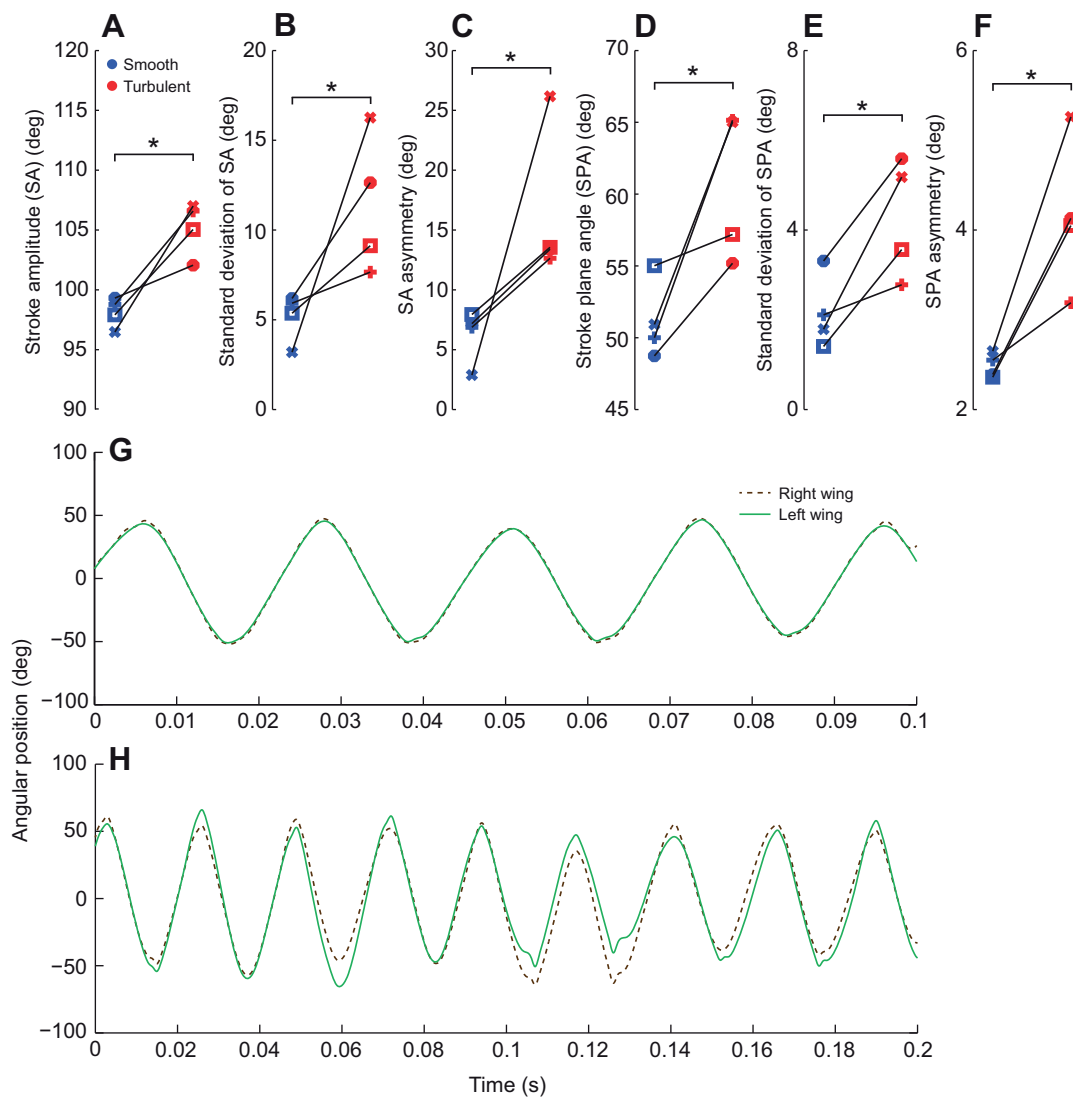 A
Stroke amplitude (SA) (deg)
120
115
110
105
100
95
90
Smooth
Turbulent
*
B
Standard deviation of SA (deg)
20
15
10
5
0
*
C
SA asymmetry (deg)
30
25
20
15
10
5
0
*
D
Stroke plane angle (SPA) (deg)
70
65
60
55
50
45
*
E
Standard deviation of SPA (deg)
8
4
0
*
F
SPA asymmetry (deg)
6
4
2
*
Angular position (deg)
G
100
50
0
−50
−100
Right wing
Left wing
0 0.01 0.02 0.03 0.04 0.05 0.06 0.07 0.08 0.09 0.1
H
100
50
0
−50
−100
0 0.02 0.04 0.06 0.08 0.1 0.12 0.14 0.16 0.18 0.2
Time (s)